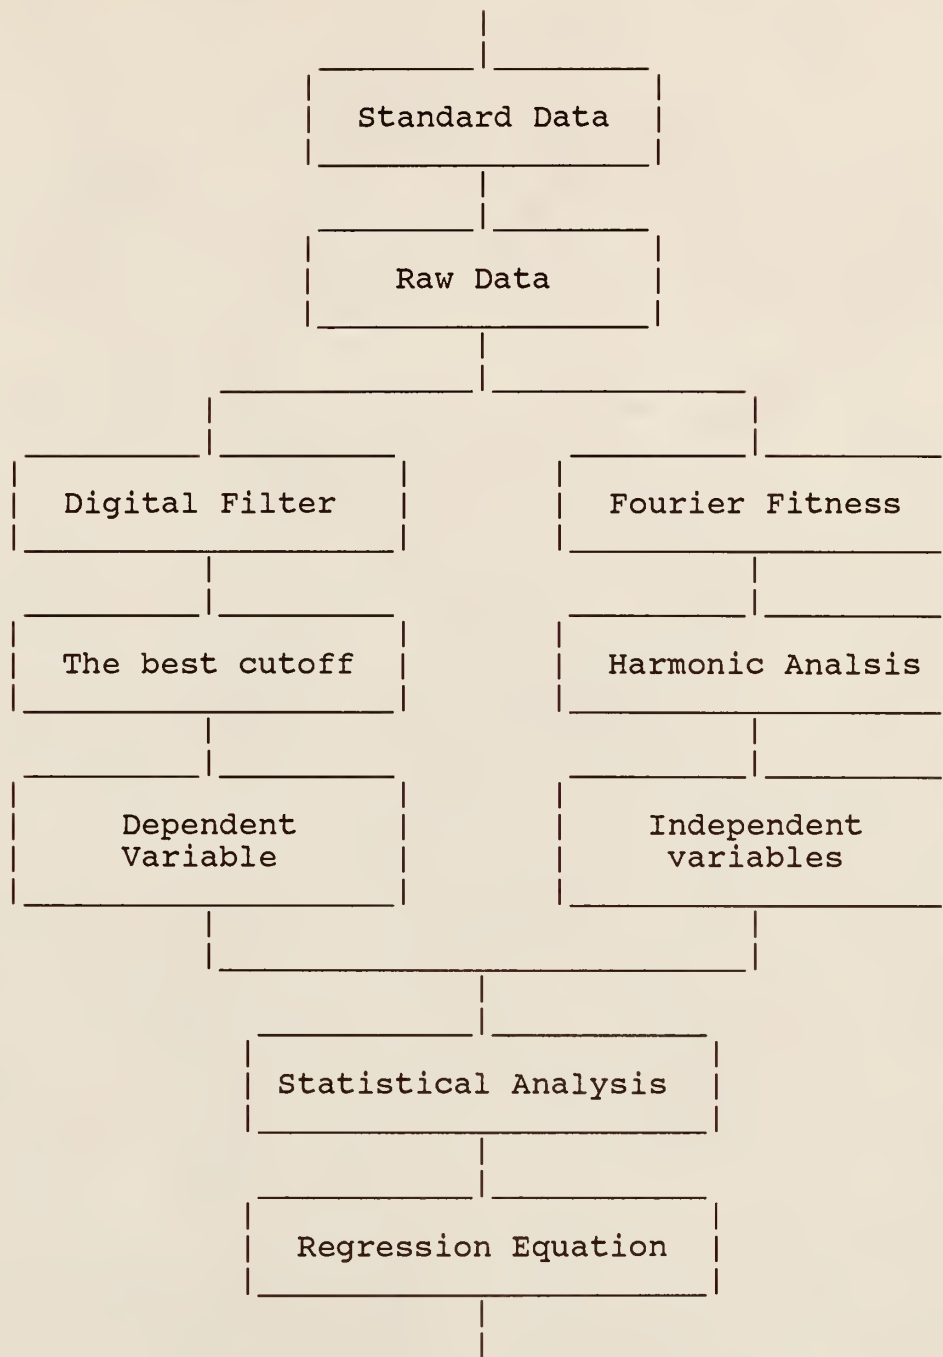 Standard Data
Raw Data
Digital Filter
Fourier Fitness
The best cutoff
Harmonic Analsis
Dependent
Variable
Independent
variables
Statistical Analysis
Regression Equation